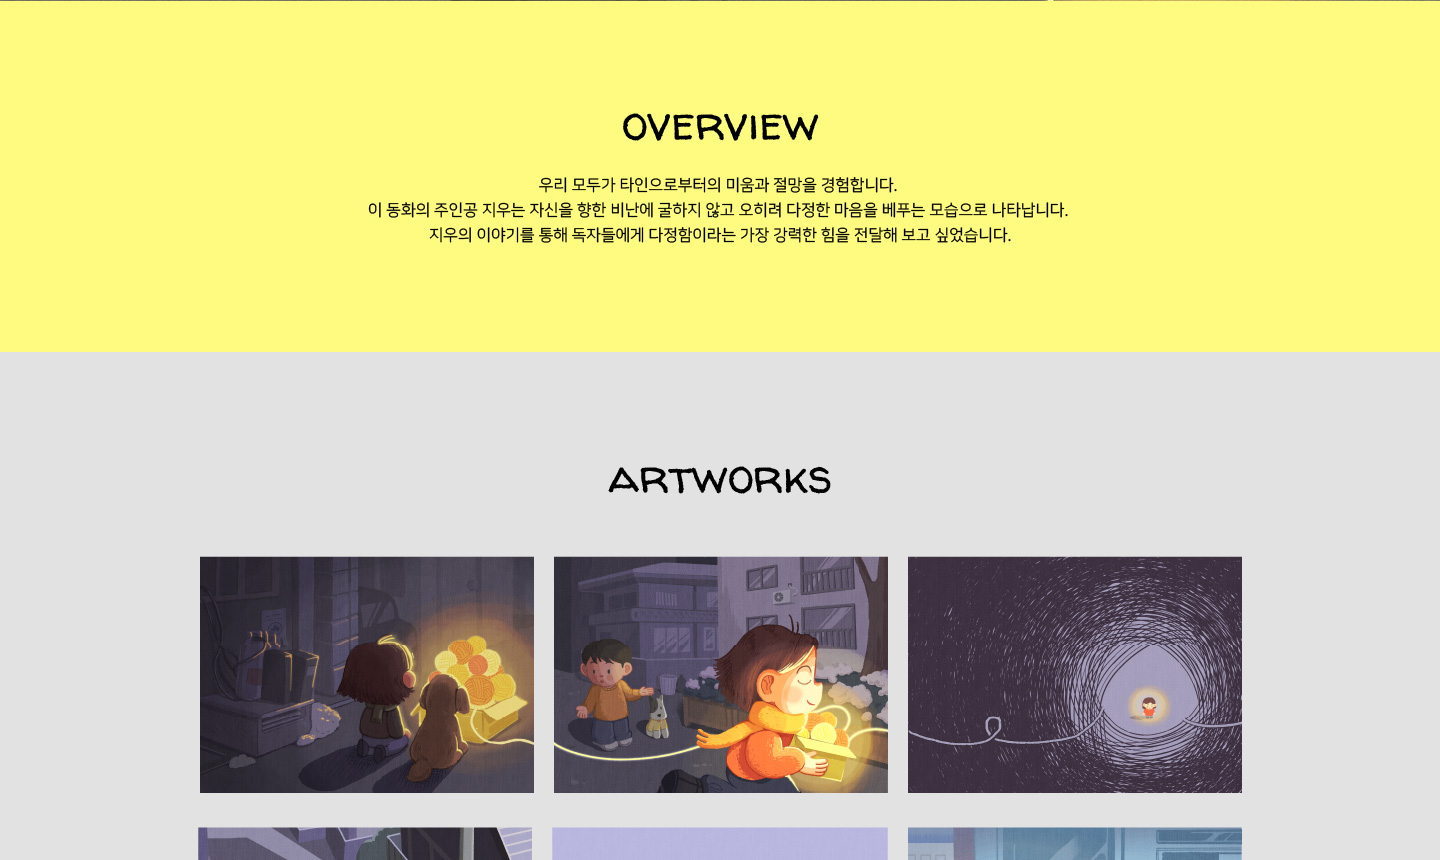 OVERVIEW
우리 모두가 타인으로부터의 미움과 절망을 경험합니다.
이 동화의 주인공 지우는 자신을 향한 비난에 굴하지 않고 오히려 다정한 마음을 베푸는 모습으로 나타납니다.
지우의 이야기를 통해 독자들에게 다정함이라는 가장 강력한 힘을 전달해 보고 싶었습니다.
ARTWORKS